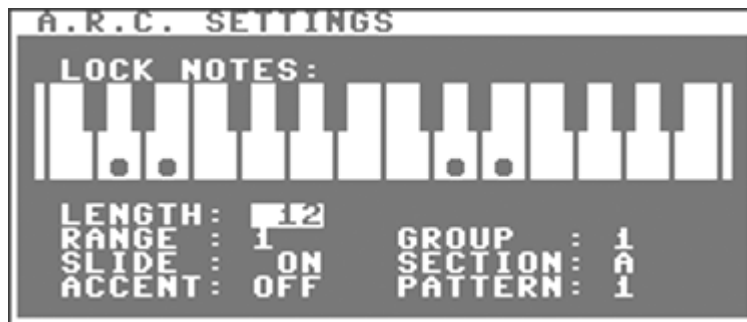 A.R.C. SETTINGS
LOCK NOTES:
LENGTH: 12
RANGE : 1 GROUP : 1
SLIDE : ON SECTION: A
ACCENT: OFF PATTERN: 1